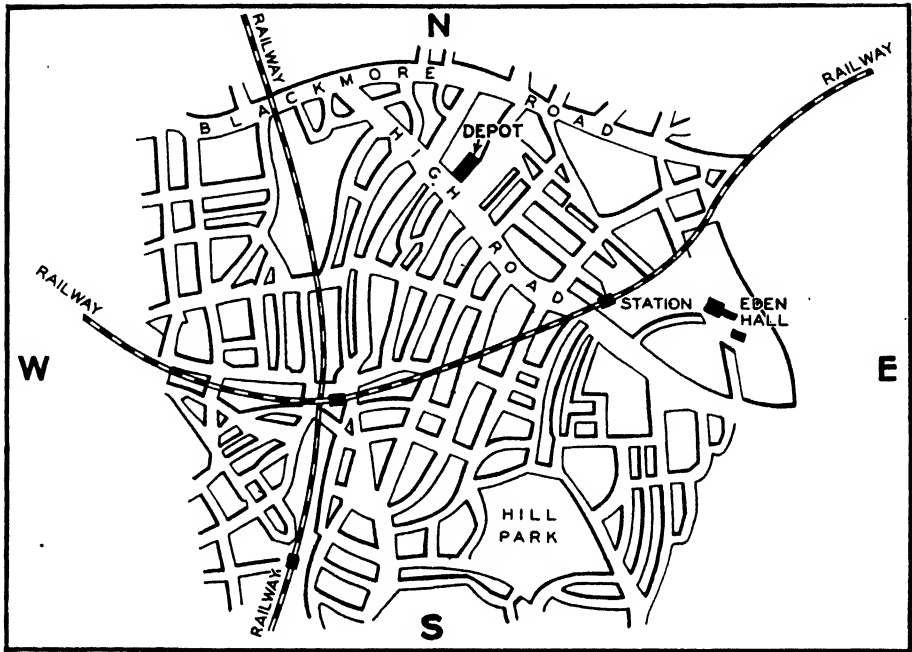 N
RAILWAY
RAILWAY
BLACKMORE ROAD
DEPOT
HIGH ROAD
RAILWAY
STATION
EDEN
HALL
W
E
HILL
PARK
RAILWAY
S